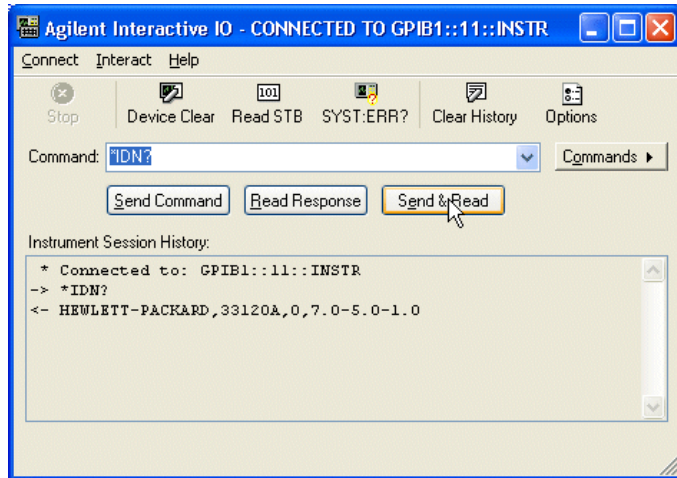 Agilent Interactive IO - CONNECTED TO GPIB1::11::INSTR
Connect Interact Help
101
Stop Device Clear Read STB SYST:ERR? Clear History Options
Command: *IDN? Commands
Send Command Read Response Send & Read
Instrument Session History:
* Connected to: GPIB1::11::INSTR
-> *IDN?
<- HEWLETT-PACKARD,33120A,0,7.0-5.0-1.0